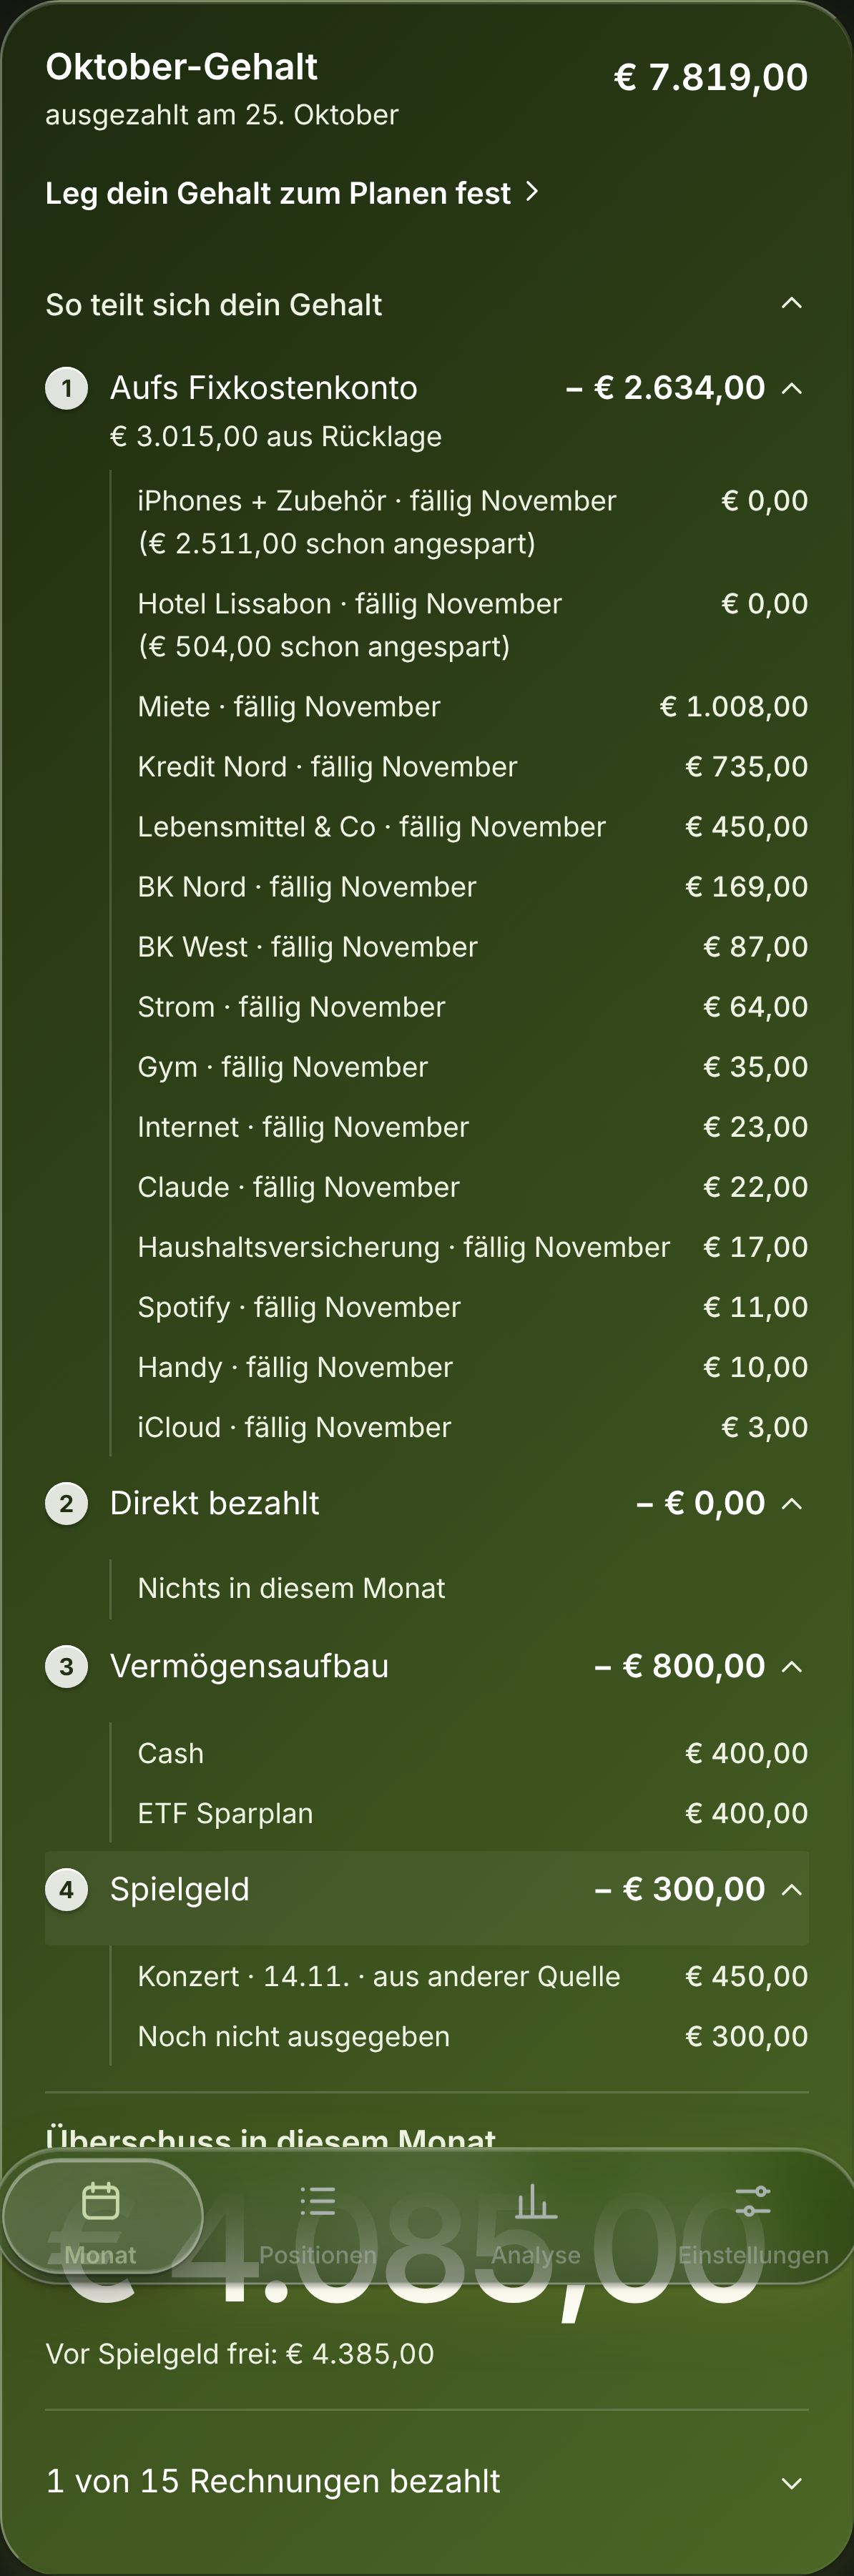 Oktober-Gehalt
€ 7.819,00
ausgezahlt am 25. Oktober
Leg dein Gehalt zum Planen fest
So teilt sich dein Gehalt
1 Aufs Fixkostenkonto – € 2.634,00
€ 3.015,00 aus Rücklage
iPhones + Zubehör · fällig November € 0,00
(€ 2.511,00 schon angespart)
Hotel Lissabon · fällig November € 0,00
(€ 504,00 schon angespart)
Miete · fällig November € 1.008,00
Kredit Nord · fällig November € 735,00
Lebensmittel & Co · fällig November € 450,00
BK Nord · fällig November € 169,00
BK West · fällig November € 87,00
Strom · fällig November € 64,00
Gym · fällig November € 35,00
Internet · fällig November € 23,00
Claude · fällig November € 22,00
Haushaltsversicherung · fällig November € 17,00
Spotify · fällig November € 11,00
Handy · fällig November € 10,00
iCloud · fällig November € 3,00
2 Direkt bezahlt – € 0,00
Nichts in diesem Monat
3 Vermögensaufbau – € 800,00
Cash € 400,00
ETF Sparplan € 400,00
4 Spielgeld – € 300,00
Konzert · 14.11. · aus anderer Quelle € 450,00
Noch nicht ausgegeben € 300,00
Überschuss in diesem Monat
€ 4.085,00
Monat Positionen Analyse Einstellungen
Vor Spielgeld frei: € 4.385,00
1 von 15 Rechnungen bezahlt